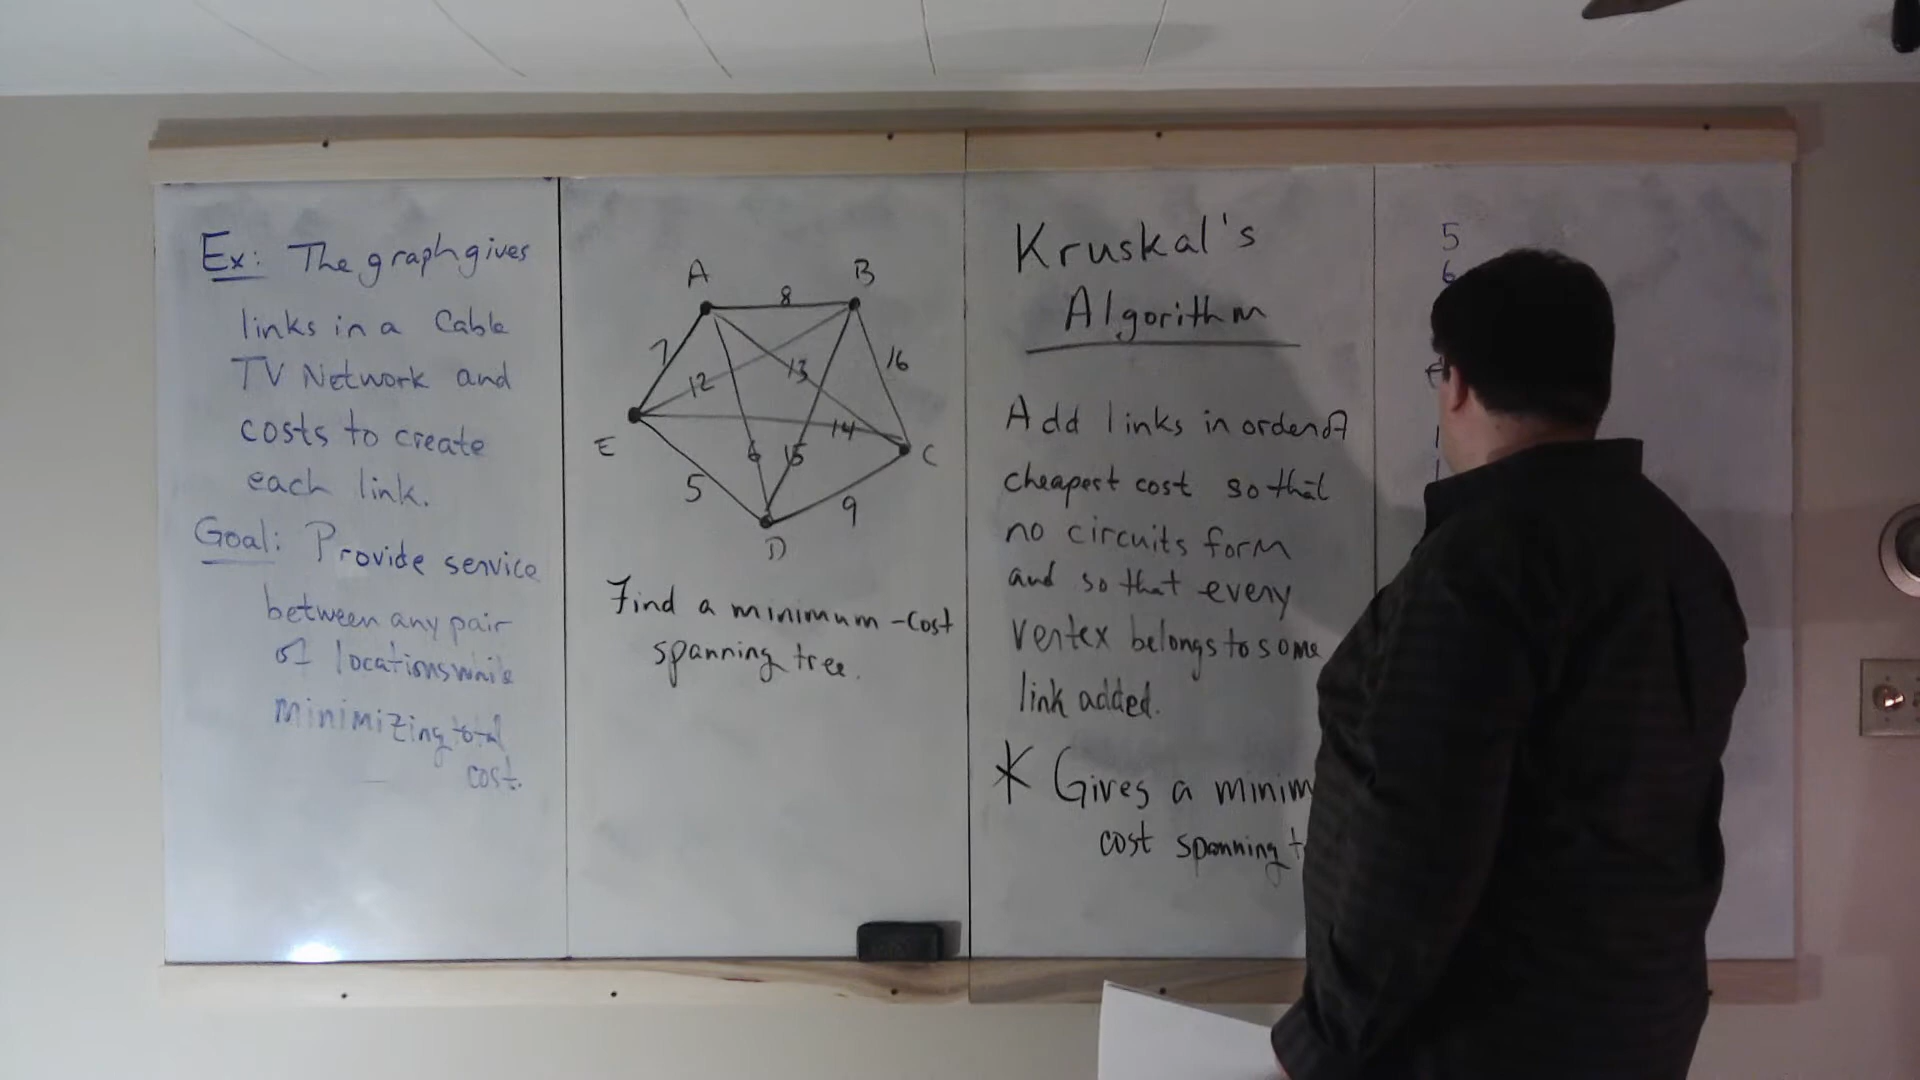 Ex: The graph gives
links in a Cable
TV Network and
costs to create
each link.
Goal: Provide service
between any pair
of locations while
minimizing total
cost.
A
B
8
7
12
13
16
E
14
C
6
15
5
9
D
Find a minimum-cost
spanning tree.
Kruskal's
Algorithm
Add links in order of
cheapest cost so that
no circuits form
and so that every
vertex belongs to some
link added.
* Gives a minim
cost spanning t
5
6